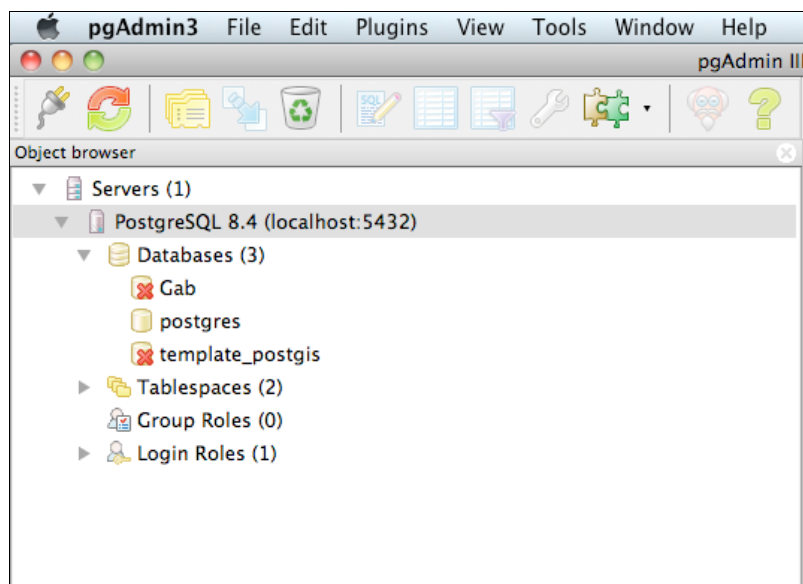 pgAdmin3 File Edit Plugins View Tools Window Help
pgAdmin III
SQL
Object browser
Servers (1)
PostgreSQL 8.4 (localhost:5432)
Databases (3)
Gab
postgres
template_postgis
Tablespaces (2)
Group Roles (0)
Login Roles (1)